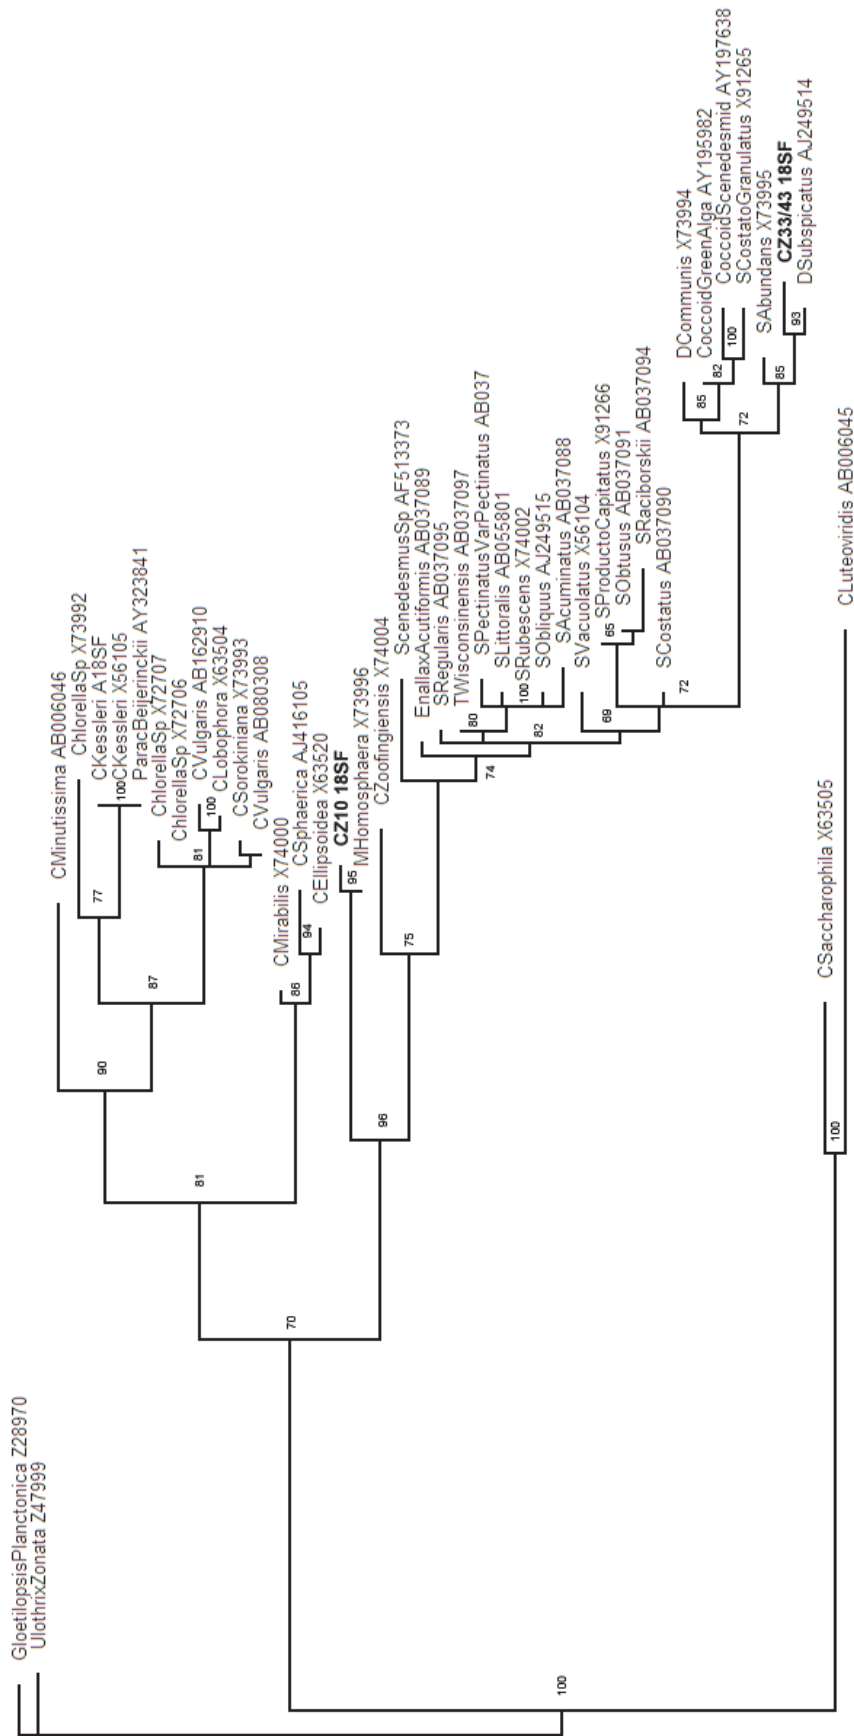 GloetilopsisPlanctonica Z28970
UlothrixZonata Z47999
CMinutissima AB006046
ChlorellaSp X73992
CKessleri A18SF
CKessleri X56105
ParacBeijerinckii AY323841
ChlorellaSp X72707
ChlorellaSp X72706
CVulgaris AB162910
CLobophora X63504
CSorokiniana X73993
CVulgaris AB080308
CMirabilis X74000
CSphaerica AJ416105
CEllipsoidea X63520
CZ10 18SF
MHomosphaera X73996
CZoofingiensis X74004
ScenedesmusSp AF513373
EnallaxAcutiformis AB037089
SRegularis AB037095
TWisconsinensis AB037097
SPectinatusVarPectinatus AB037
SLittoralis AB055801
SRubescens X74002
SObliquus AJ249515
SAcuminatus AB037088
SVacuolatus X56104
SProductoCapitatus X91266
SObtusus AB037091
SRaciborskii AB037094
SCostatus AB037090
DCommunis X73994
CoccoidGreenAlga AY195982
CoccoidScenedesmid AY197638
SCostatoGranulatus X91265
SAbundans X73995
CZ33/43 18SF
DSubspicatus AJ249514
CSaccharophila X63505
CLuteoviridis AB006045
77
100
87
90
81
100
81
94
86
70
95
96
75
74
80
100
82
69
65
72
85
82
100
72
85
93
100
100